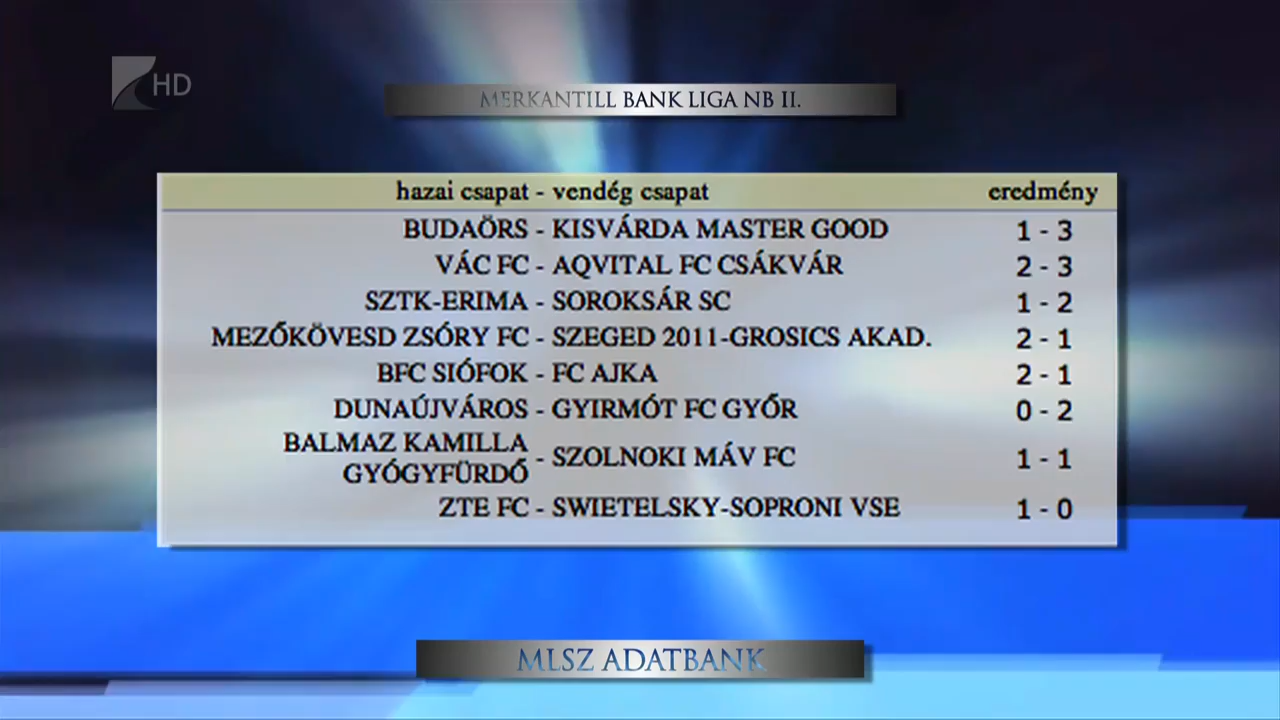 HD
MERKANTILL BANK LIGA NB II.
hazai csapat - vendég csapat eredmény
BUDAÖRS - KISVÁRDA MASTER GOOD 1 - 3
VÁC FC - AQVITAL FC CSÁKVÁR 2 - 3
SZTK-ERIMA - SOROKSÁR SC 1 - 2
MEZŐKÖVESD ZSÓRY FC - SZEGED 2011-GROSICS AKAD. 2 - 1
BFC SIÓFOK - FC AJKA 2 - 1
DUNAÚJVÁROS - GYIRMÓT FC GYŐR 0 - 2
BALMAZ KAMILLA
GYÓGYFÜRDŐ - SZOLNOKI MÁV FC 1 - 1
ZTE FC - SWIETELSKY-SOPRONI VSE 1 - 0
MLSZ ADATBANK